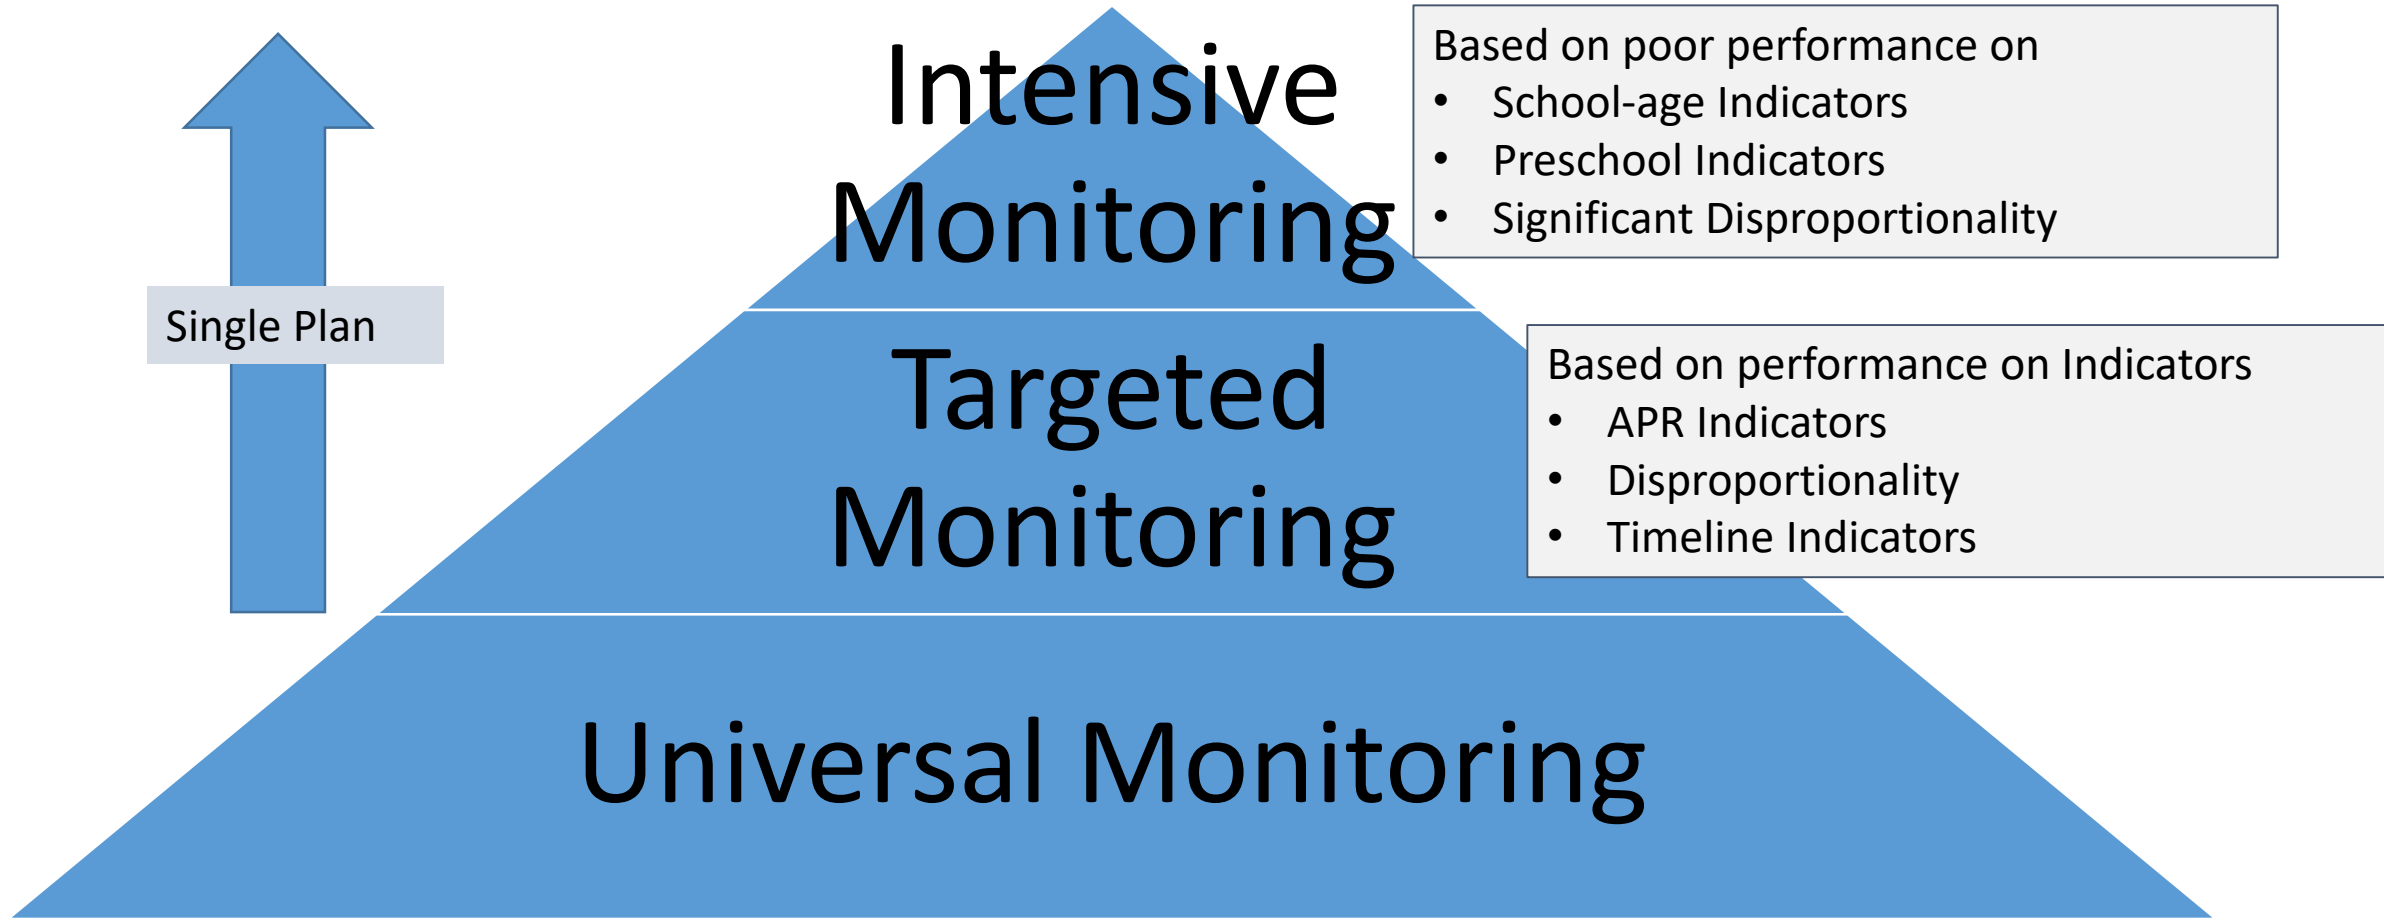 Intensive
Monitoring
Based on poor performance on
• School-age Indicators
• Preschool Indicators
• Significant Disproportionality
Single Plan
Targeted
Monitoring
Based on performance on Indicators
• APR Indicators
• Disproportionality
• Timeline Indicators
Universal Monitoring